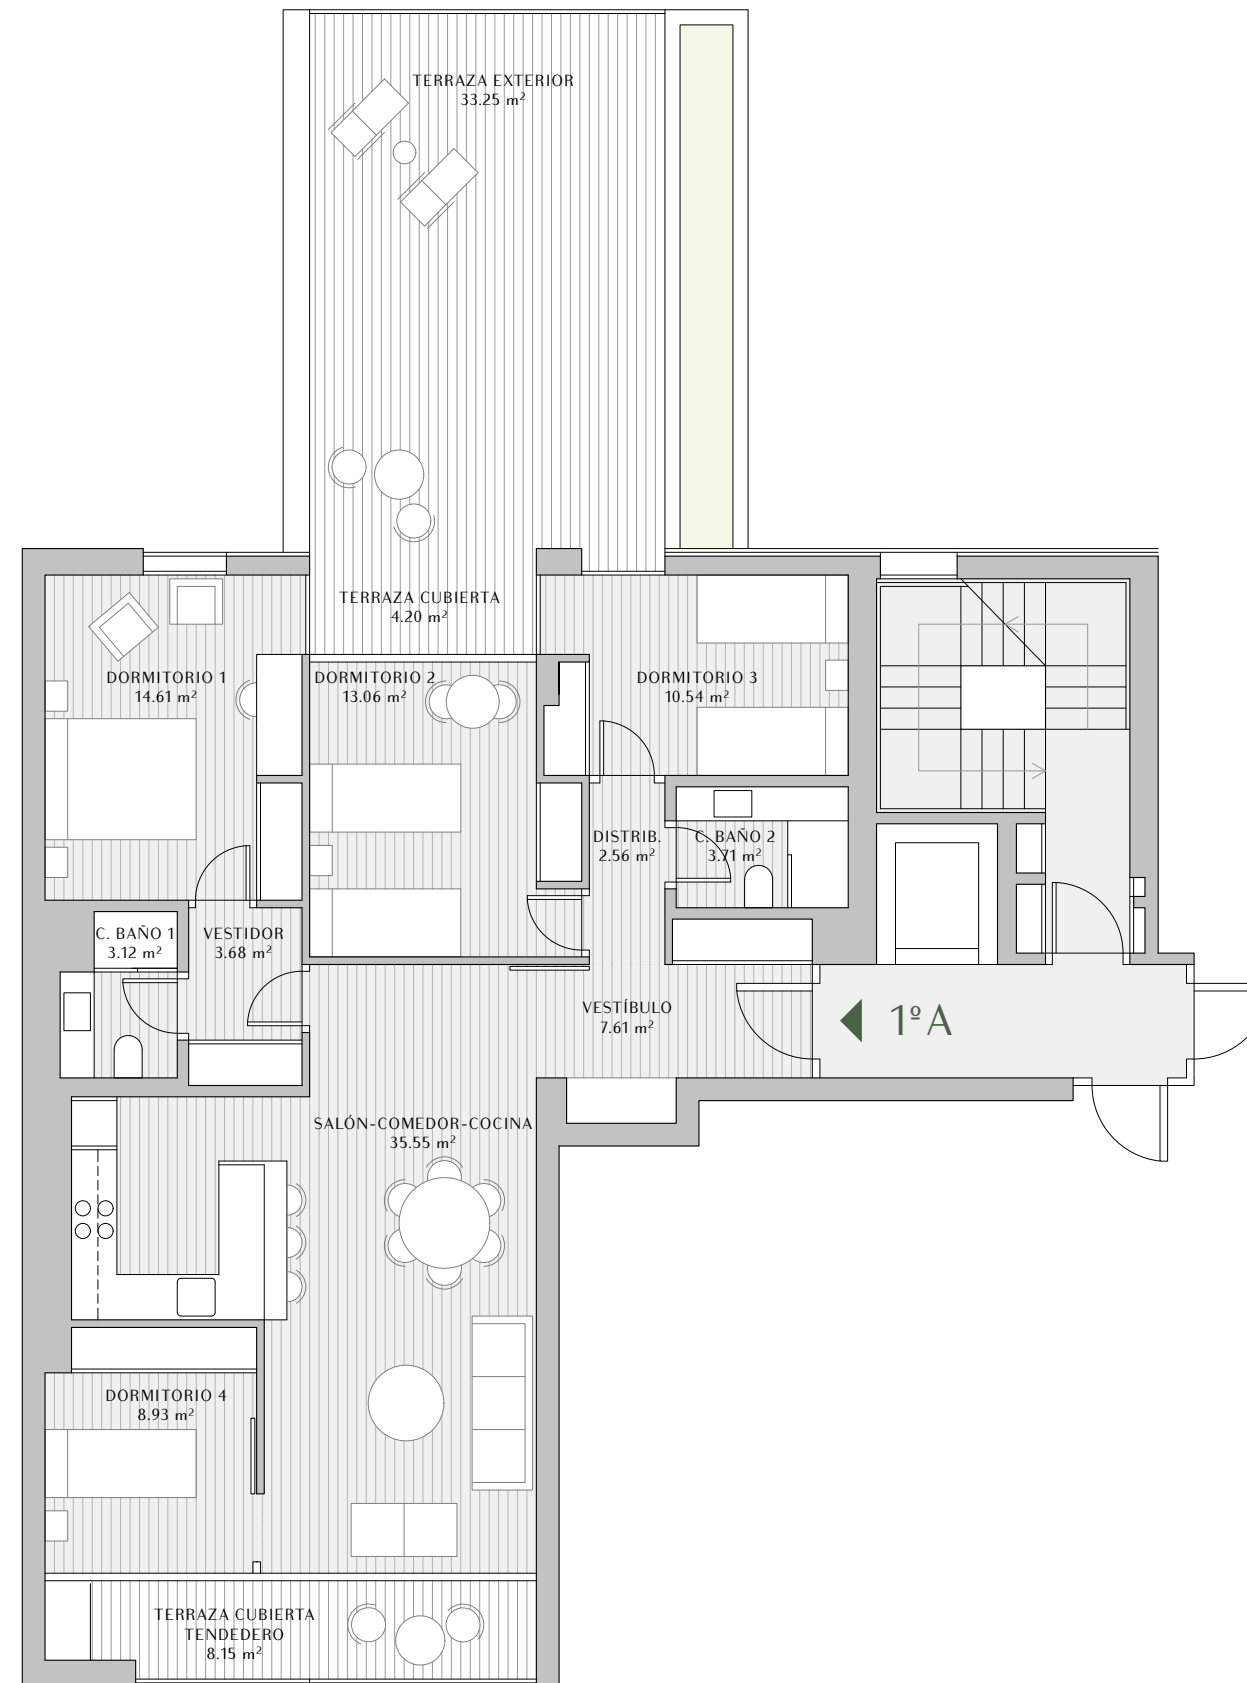 TERRAZA EXTERIOR
33.25 m²
TERRAZA CUBIERTA
4.20 m²
DORMITORIO 1
14.61 m²
DORMITORIO 2
13.06 m²
DORMITORIO 3
10.54 m²
DISTRIB.
2.56 m²
C. BAÑO 2
3.71 m²
C. BAÑO 1
3.12 m²
VESTIDOR
3.68 m²
VESTÍBULO
7.61 m²
1º A
SALÓN-COMEDOR-COCINA
35.55 m²
DORMITORIO 4
8.93 m²
TERRAZA CUBIERTA
TENDEDERO
8.15 m²